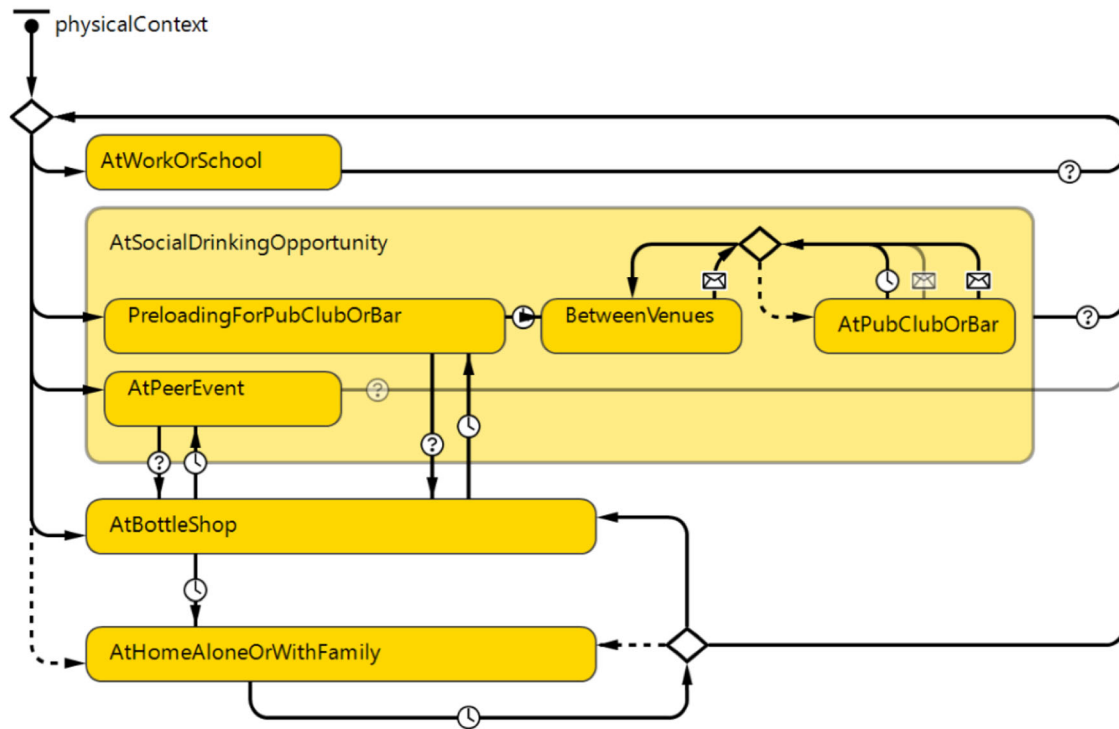 physicalContext
AtWorkOrSchool
?
AtSocialDrinkingOpportunity
PreloadingForPubClubOrBar
BetweenVenues
AtPubClubOrBar
?
AtPeerEvent
?
?
?
AtBottleShop
AtHomeAloneOrWithFamily